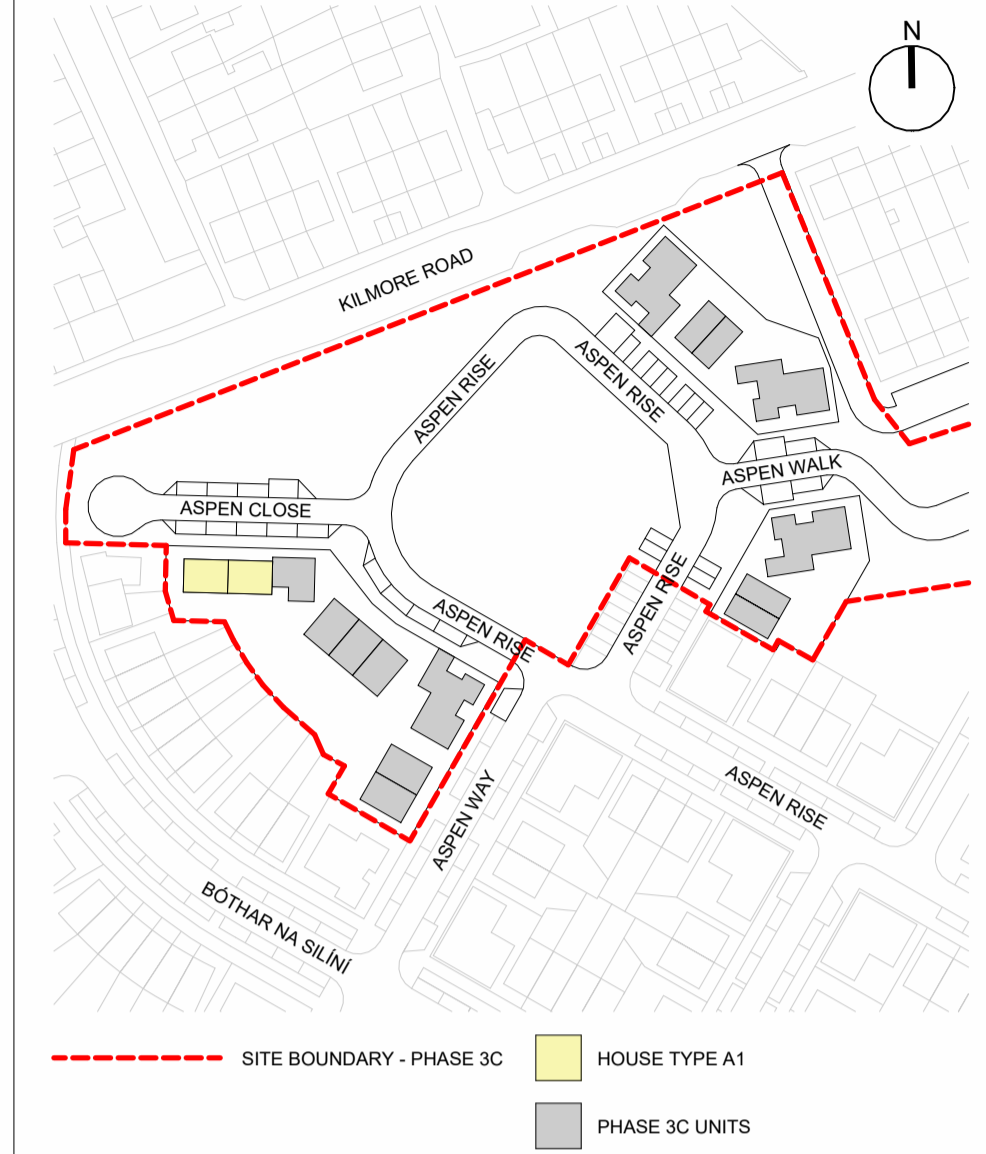 N
KILMORE ROAD
ASPEN RISE
ASPEN RISE
ASPEN WALK
ASPEN CLOSE
ASPEN RISE
ASPEN RISE
ASPEN RISE
ASPEN WAY
BÓTHAR NA SILÍNÍ
SITE BOUNDARY - PHASE 3C
HOUSE TYPE A1
PHASE 3C UNITS